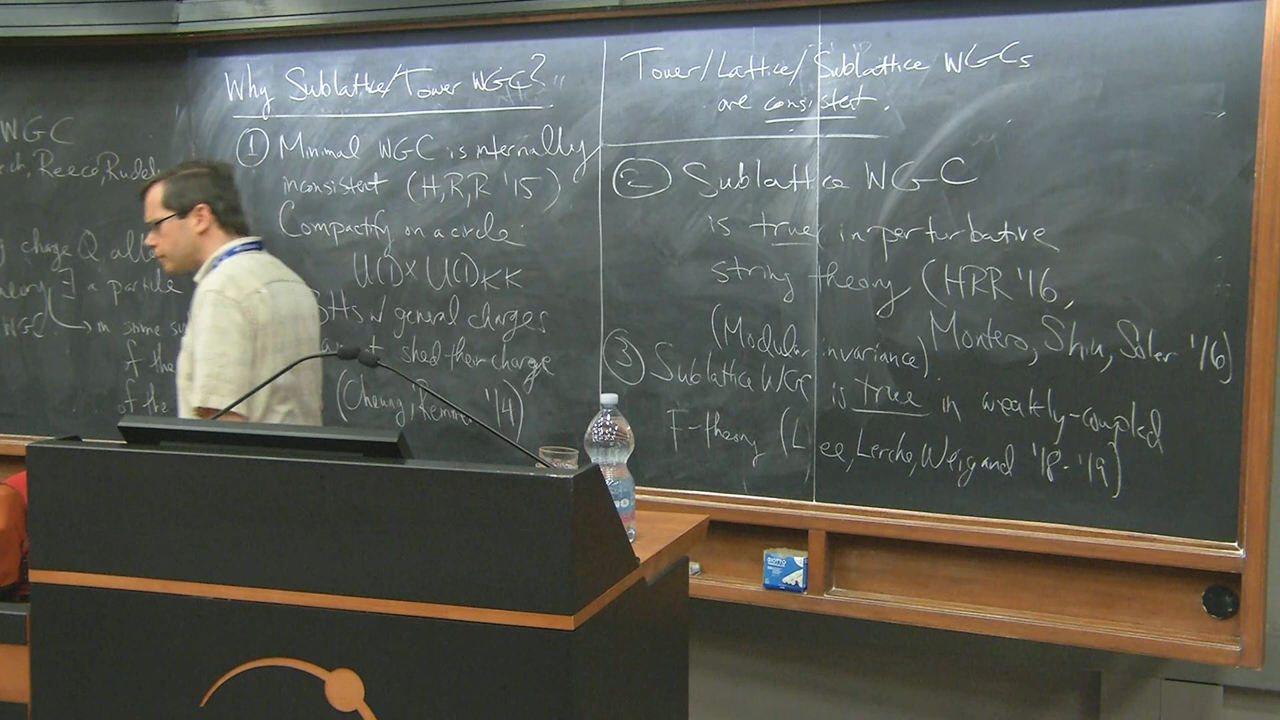 WGC
Reece, Rudel
charge Q,
∃ a particle
WGC → in some
of the
of the
Why Sublattice/Tower WGC?
① Minimal WGC is internally
inconsistent (H,R,R '15)
Compactify on a circle:
U(1)×U(1)KK
BHs w/ general charges
shed their charge
(Cheung, Remmen '14)
Tower/Lattice/Sublattice WGCs
are consistent.
② Sublattice WGC
is true in perturbative
string theory (HRR '16,
(Modular invariance) Montero, Shiu, Soler '16)
③ Sublattice WGC is true in weakly-coupled
F-theory (Lee, Lerche, Weigand '18-'19)